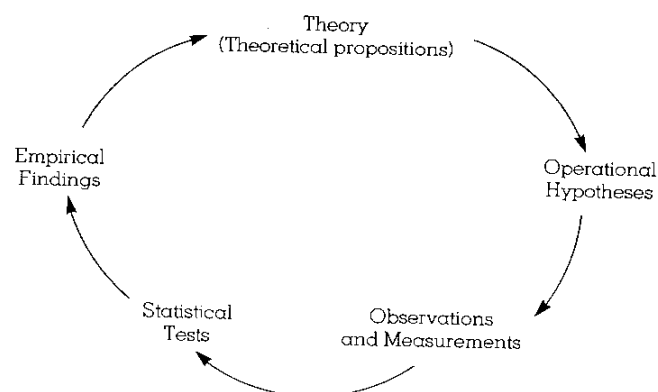 Theory
(Theoretical propositions)
Empirical
Findings
Operational
Hypotheses
Statistical
Tests
Observations
and Measurements